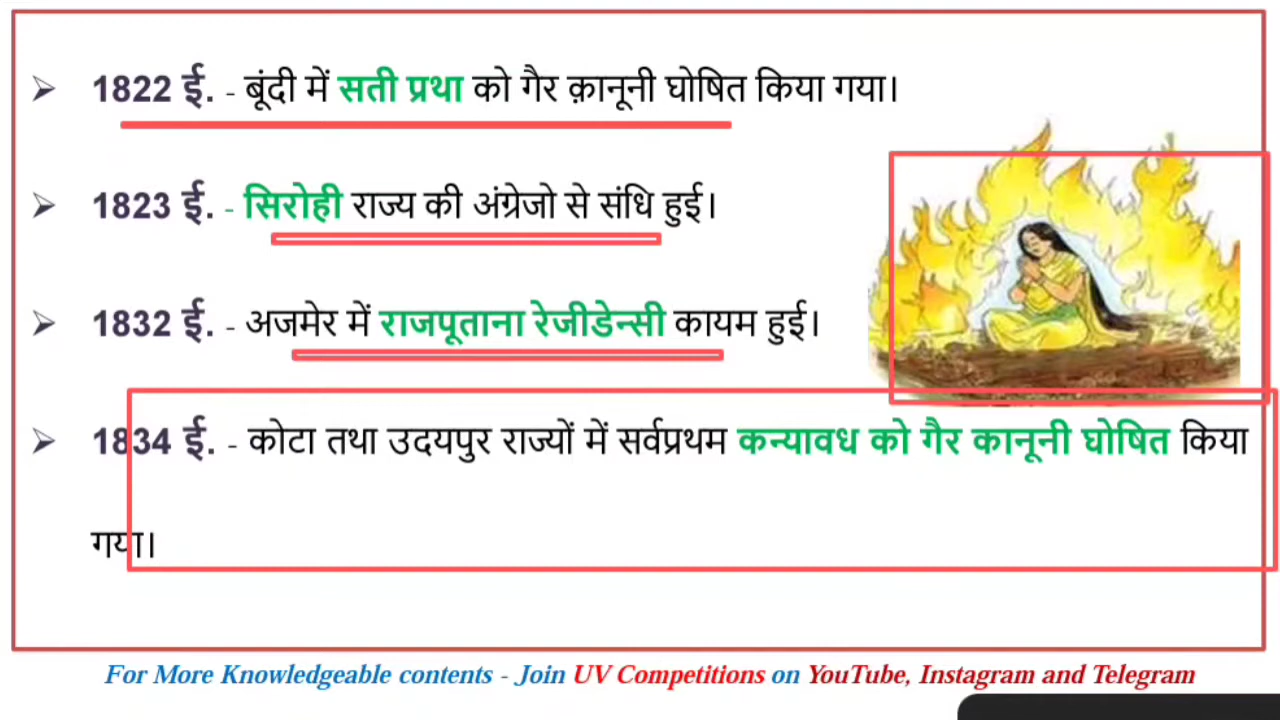 ➢ 1822 ई. - बूंदी में सती प्रथा को गैर क़ानूनी घोषित किया गया।
➢ 1823 ई. - सिरोही राज्य की अंग्रेजो से संधि हुई।
➢ 1832 ई. - अजमेर में राजपूताना रेजीडेन्सी कायम हुई।
➢ 1834 ई. - कोटा तथा उदयपुर राज्यों में सर्वप्रथम कन्यावध को गैर कानूनी घोषित किया
गया।
For More Knowledgeable contents - Join UV Competitions on YouTube, Instagram and Telegram